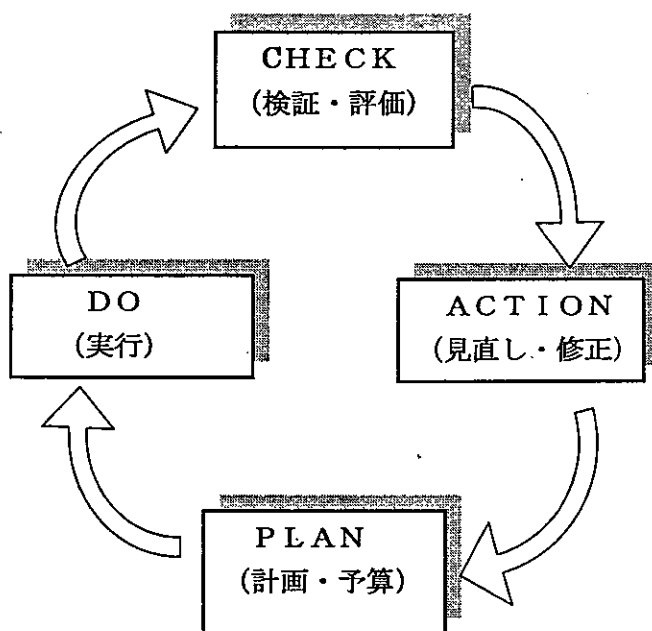 CHECK
(検証・評価)
DO
(実行)
ACTION
(見直し・修正)
PLAN
(計画・予算)